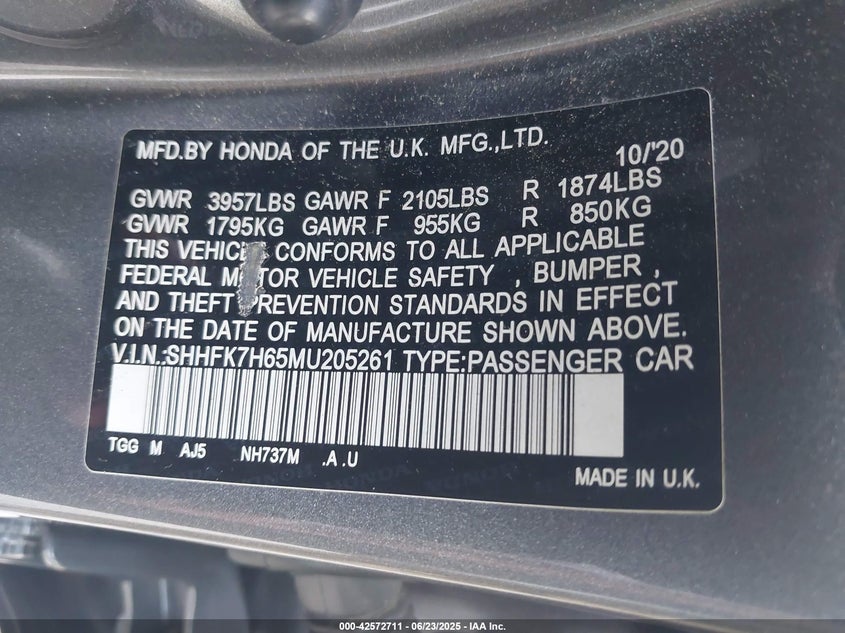 MFD.BY HONDA OF THE U.K. MFG.,LTD. 10/'20
GVWR 3957LBS GAWR F 2105LBS R 1874LBS
GVWR 1795KG GAWR F 955KG R 850KG
THIS VEHICLE CONFORMS TO ALL APPLICABLE
FEDERAL MOTOR VEHICLE SAFETY , BUMPER ,
AND THEFT PREVENTION STANDARDS IN EFFECT
ON THE DATE OF MANUFACTURE SHOWN ABOVE.
V.I.N.:SHHFK7H65MU205261 TYPE:PASSENGER CAR
TGG M AJ5 NH737M .A .U
MADE IN U.K.
000-42572711 - 06/23/2025 - IAA Inc.